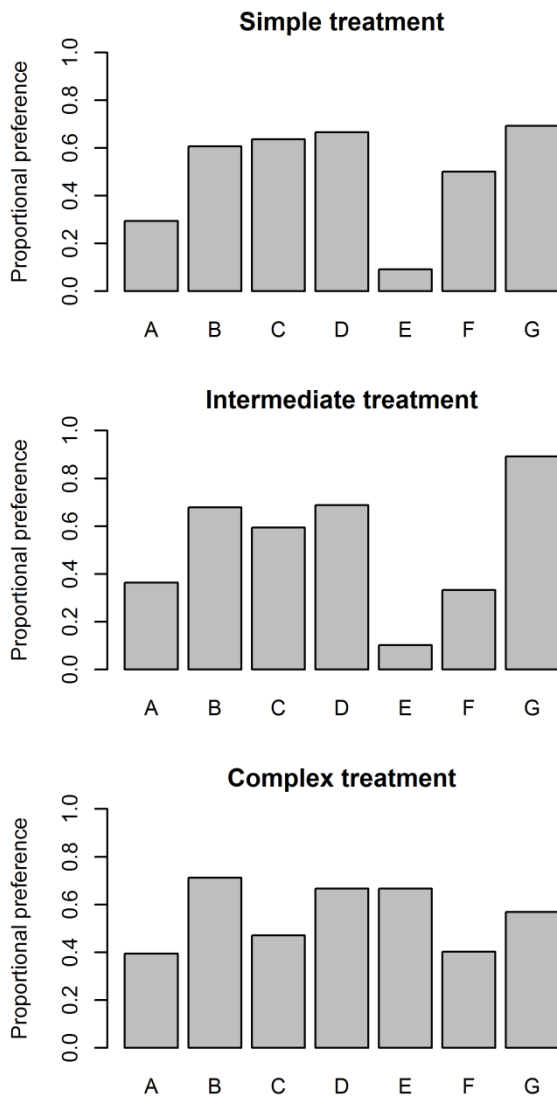 Simple treatment
Proportional preference
1.0
0.8
0.6
0.4
0.2
0.0
A B C D E F G
Intermediate treatment
Proportional preference
1.0
0.8
0.6
0.4
0.2
0.0
A B C D E F G
Complex treatment
Proportional preference
1.0
0.8
0.6
0.4
0.2
0.0
A B C D E F G